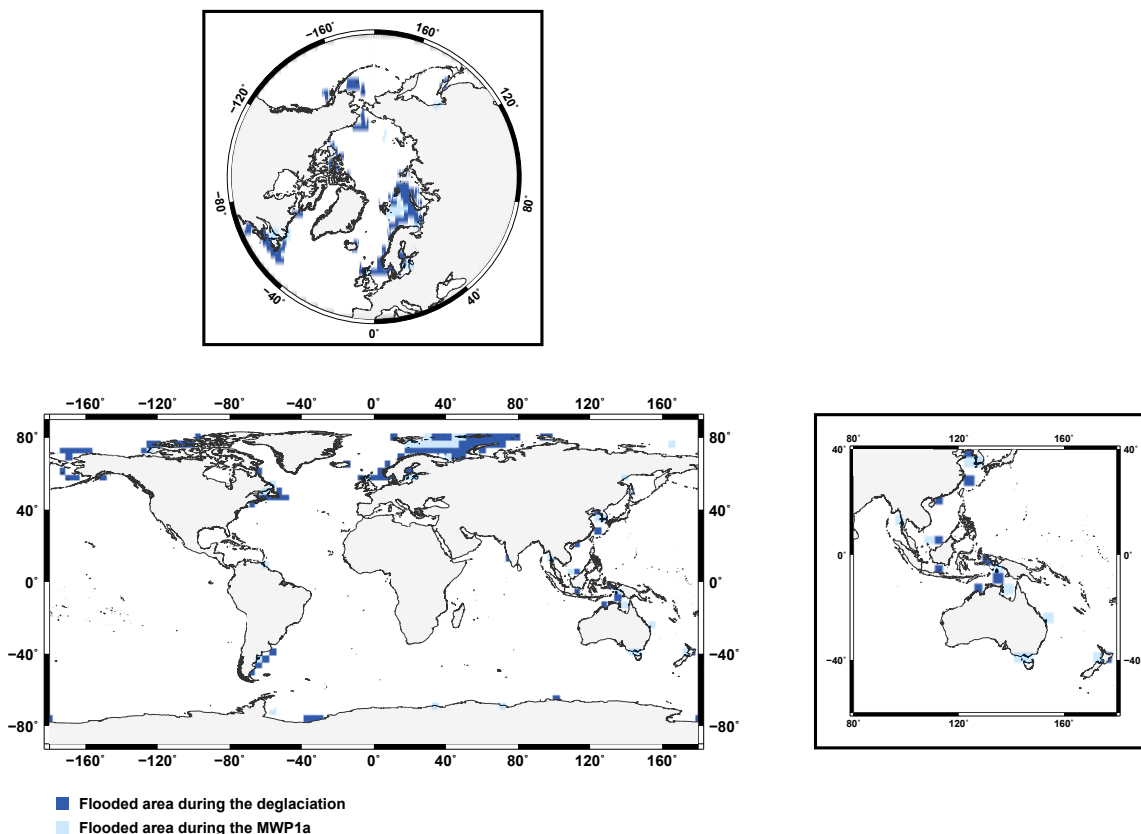 −160˚ 160˚
−120˚ 120˚
−80˚ 80˚
−40˚ 40˚
0˚
−160˚ −120˚ −80˚ −40˚ 0˚ 40˚ 80˚ 120˚ 160˚
80˚ 80˚
40˚ 40˚
0˚ 0˚
−40˚ −40˚
−80˚ −80˚
−160˚ −120˚ −80˚ −40˚ 0˚ 40˚ 80˚ 120˚ 160˚
80˚ 120˚ 160˚
40˚ 40˚
0˚ 0˚
−40˚ −40˚
80˚ 120˚ 160˚
Flooded area during the deglaciation
Flooded area during the MWP1a